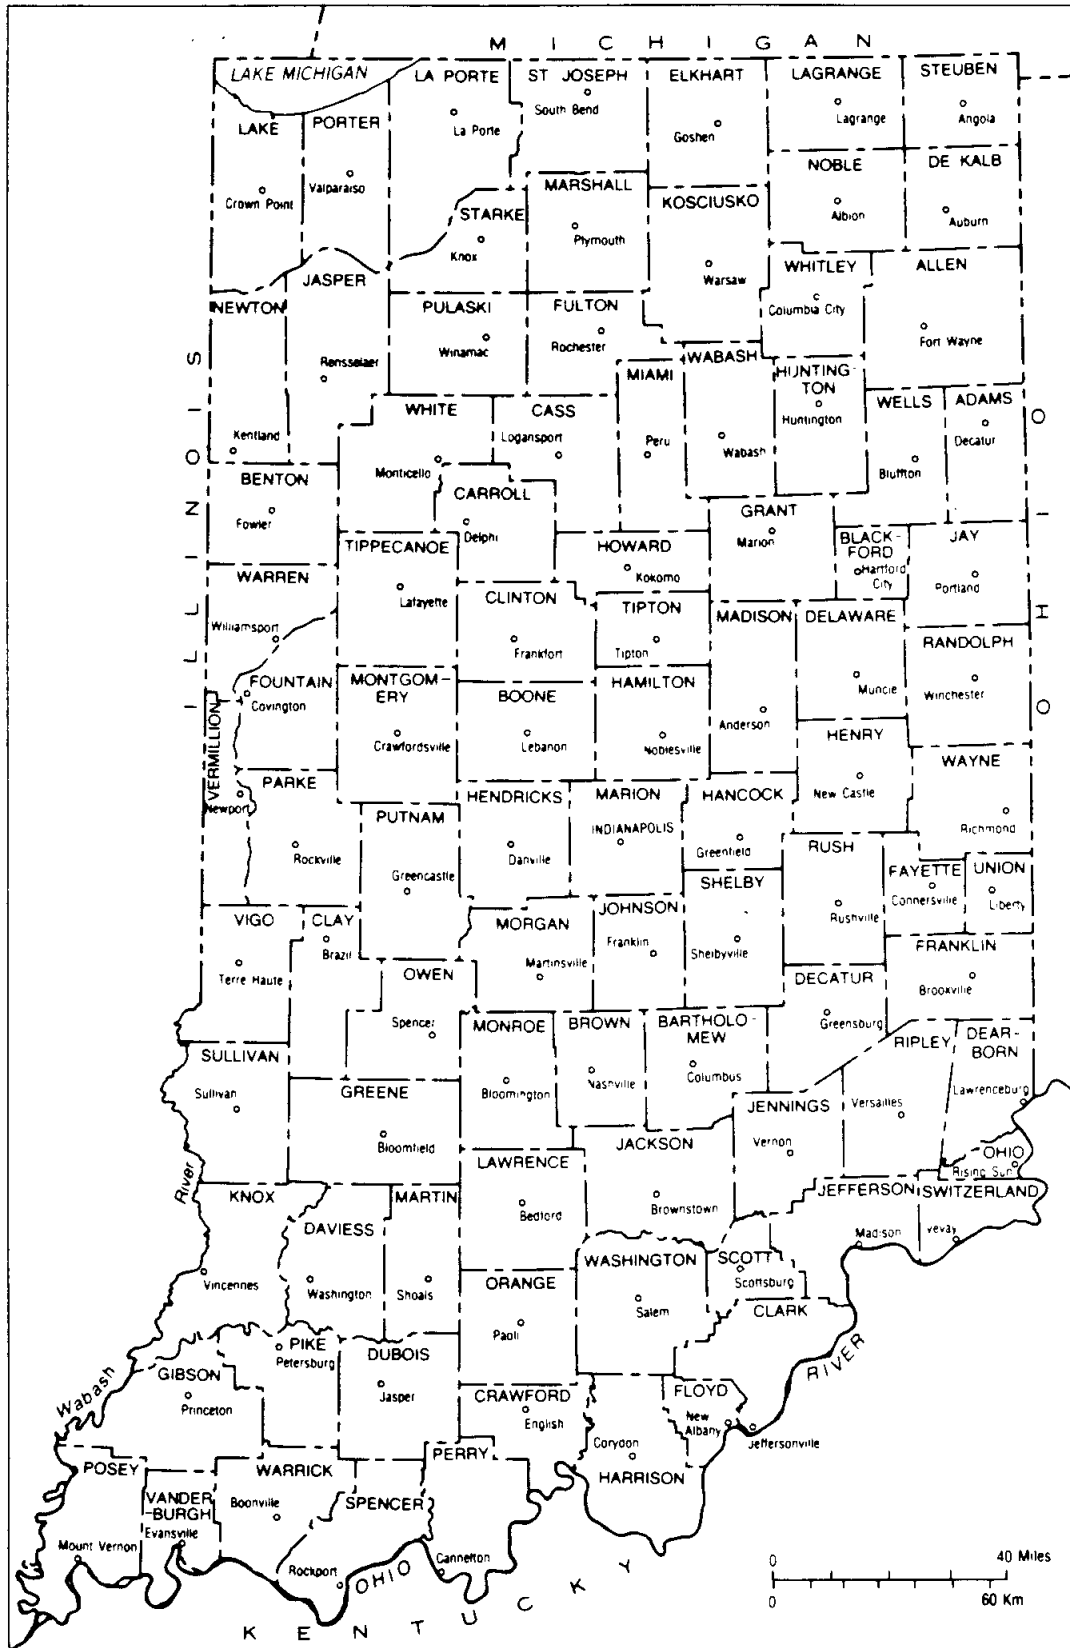 MICHIGAN
LAKE MICHIGAN
LA PORTE
ST JOSEPH
ELKHART
LAGRANGE
STEUBEN
South Bend
La Porte
Goshen
Lagrange
Angola
LAKE
PORTER
NOBLE
DE KALB
Crown Point
Valparaiso
MARSHALL
KOSCIUSKO
STARKE
Albion
Auburn
Knox
Plymouth
Warsaw
WHITLEY
ALLEN
JASPER
NEWTON
PULASKI
FULTON
Columbia City
Winamac
Rochester
Fort Wayne
WABASH
Rensselaer
MIAMI
HUNTING-
TON
WHITE
CASS
WELLS
ADAMS
Huntington
Kentland
Logansport
Peru
Wabash
Decatur
Monticello
Bluffton
BENTON
CARROLL
Fowler
GRANT
Delphi
Marion
TIPPECANOE
HOWARD
BLACK-
FORD
JAY
WARREN
Kokomo
Hartford
City
Portland
Lafayette
CLINTON
TIPTON
MADISON
DELAWARE
Williamsport
Frankfort
Tipton
RANDOLPH
FOUNTAIN
MONTGOM-
ERY
BOONE
HAMILTON
Muncie
Winchester
Covington
Anderson
Crawfordsville
Lebanon
Noblesville
HENRY
VERMILLION
PARKE
WAYNE
Newport
HENDRICKS
MARION
HANCOCK
New Castle
PUTNAM
Richmond
INDIANAPOLIS
Rockville
Danville
Greenfield
RUSH
Greencastle
SHELBY
FAYETTE
UNION
Connersville
Liberty
VIGO
CLAY
MORGAN
JOHNSON
Rushville
Brazil
Franklin
Shelbyville
FRANKLIN
Terre Haute
OWEN
Martinsville
DECATUR
Brookville
Spencer
MONROE
BROWN
BARTHOLO-
MEW
Greensburg
RIPLEY
DEAR-
BORN
SULLIVAN
Nashville
Columbus
Sullivan
GREENE
Bloomington
JENNINGS
Versailles
Lawrenceburg
Bloomfield
JACKSON
Vernon
OHIO
LAWRENCE
Rising Sun
River
KNOX
MARTIN
JEFFERSON
SWITZERLAND
DAVIESS
Bedford
Brownstown
Madison
Vevay
Vincennes
Washington
Shoals
ORANGE
WASHINGTON
SCOTT
Scottsburg
Paoli
Salem
CLARK
PIKE
Petersburg
DUBOIS
RIVER
Wabash
GIBSON
Princeton
Jasper
CRAWFORD
FLOYD
English
New
Albany
Jeffersonville
POSEY
WARRICK
PERRY
Corydon
HARRISON
VANDER-
-BURGH
Boonville
SPENCER
Evansville
Mount Vernon
Rockport
OHIO
Cannelton
KENTUCKY
ILLINOIS
OHIO
0 40 Miles
0 60 Km